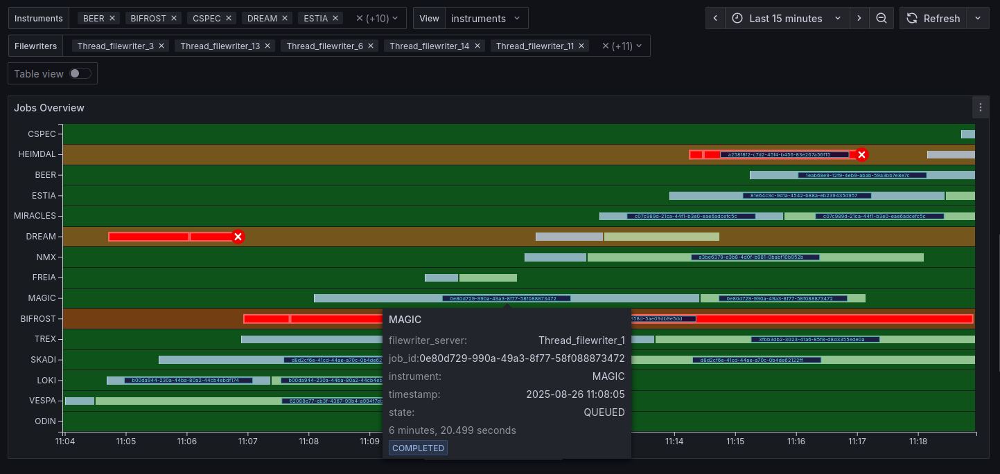 Instruments BEER BIFROST CSPEC DREAM ESTIA (+10) View instruments Last 15 minutes Refresh
Filewriters Thread_filewriter_3 Thread_filewriter_13 Thread_filewriter_6 Thread_filewriter_14 Thread_filewriter_11 (+11)
Table view
Jobs Overview
CSPEC
HEIMDAL a258f8f2-c7d2-45f4-b456-83e267a56f15
BEER 1eab68e9-12f9-4eb9-abab-59a3bb7e8e7c
ESTIA 81e64c9c-9d1a-4542-b88a-eb239435d957
MIRACLES c07c989d-21ca-44f1-b3e0-eae6adcefc5c c07c989d-21ca-44f1-b3e0-eae6adcefc5c
DREAM
NMX a3be6379-e3b8-4d0f-b981-0babf10b952b
FREIA
MAGIC 0e80d729-990a-49a3-8f77-58f088873472 0e80d729-990a-49a3-8f77-58f088873472
BIFROST 958d-5ae09db9e5dd
TREX 3fbb3db2-3023-41a6-85f8-d8d3355ede0a
SKADI d8d2cf6e-41cd-44ae-a70c-0b4de62 d8d2cf6e-41cd-44ae-a70c-0b4de62122ff
LOKI b00da944-230a-44ba-80a2-44cb4ebdf174 b00da944-230a-44ba-80a2-44cb4eb
VESPA 62088e77-eb3f-4367-99b4-a994f7eb
ODIN
11:04 11:05 11:06 11:07 11:08 11:09 11:14 11:15 11:16 11:17 11:18
MAGIC
filewriter_server: Thread_filewriter_1
job_id:0e80d729-990a-49a3-8f77-58f088873472
instrument: MAGIC
timestamp: 2025-08-26 11:08:05
state: QUEUED
6 minutes, 20.499 seconds
COMPLETED